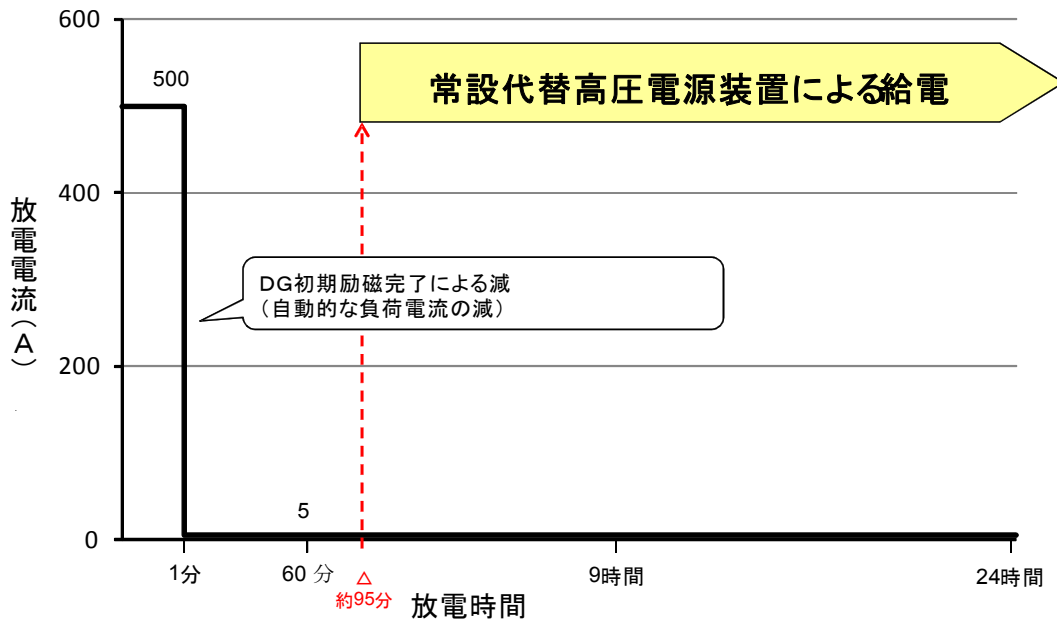 600
500
常設代替高圧電源装置による給電
400
放電電流(A)
DG初期励磁完了による減
（自動的な負荷電流の減）
200
5
0
1分
60 分
△
9時間
24時間
約95分
放電時間